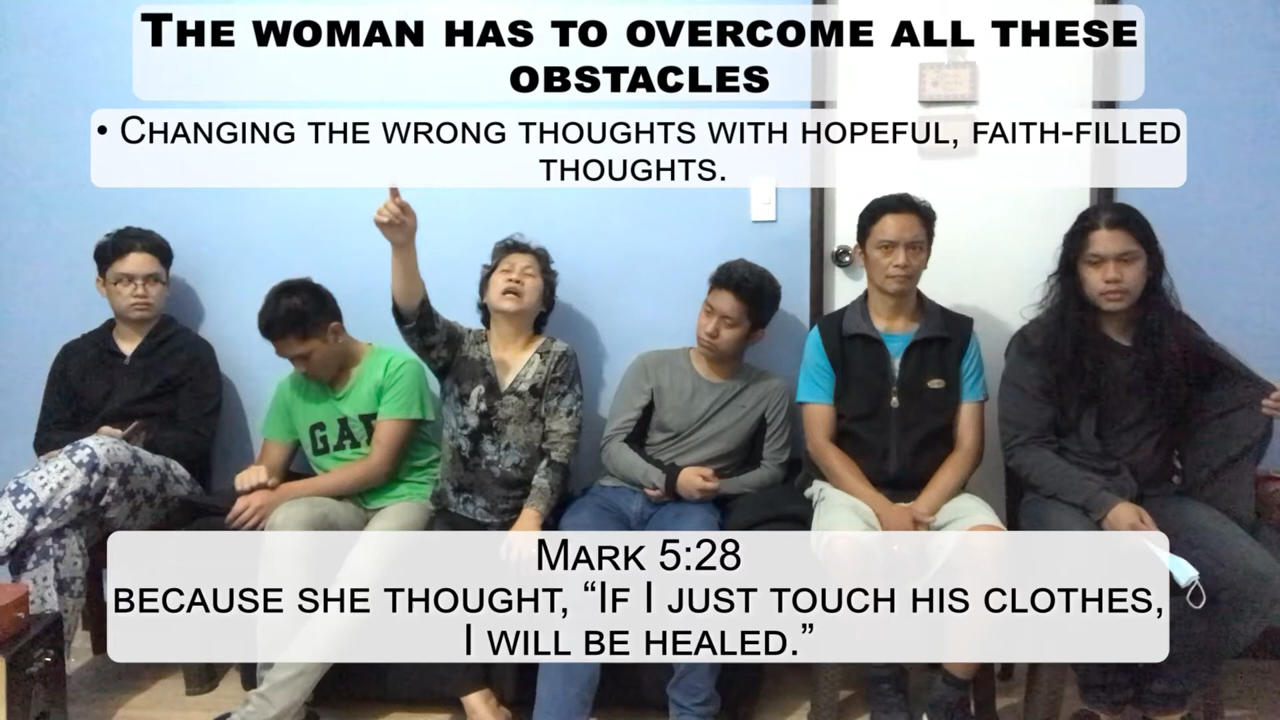 The woman has to overcome all these
obstacles
• Changing the wrong thoughts with hopeful, faith-filled
thoughts.
GAP
Mark 5:28
because she thought, “If I just touch his clothes,
I will be healed.”